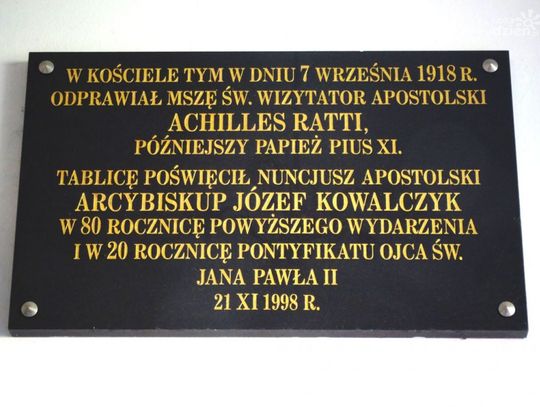 W KOŚCIELE TYM W DNIU 7 WRZEŚNIA 1918 R.
ODPRAWIAŁ MSZĘ ŚW. WIZYTATOR APOSTOLSKI
ACHILLES RATTI,
PÓŹNIEJSZY PAPIEŻ PIUS XI.
TABLICĘ POŚWIĘCIŁ NUNCJUSZ APOSTOLSKI
ARCYBISKUP JÓZEF KOWALCZYK
W 80 ROCZNICĘ POWYŻSZEGO WYDARZENIA
I W 20 ROCZNICĘ PONTYFIKATU OJCA ŚW.
JANA PAWŁA II
21 XI 1998 R.